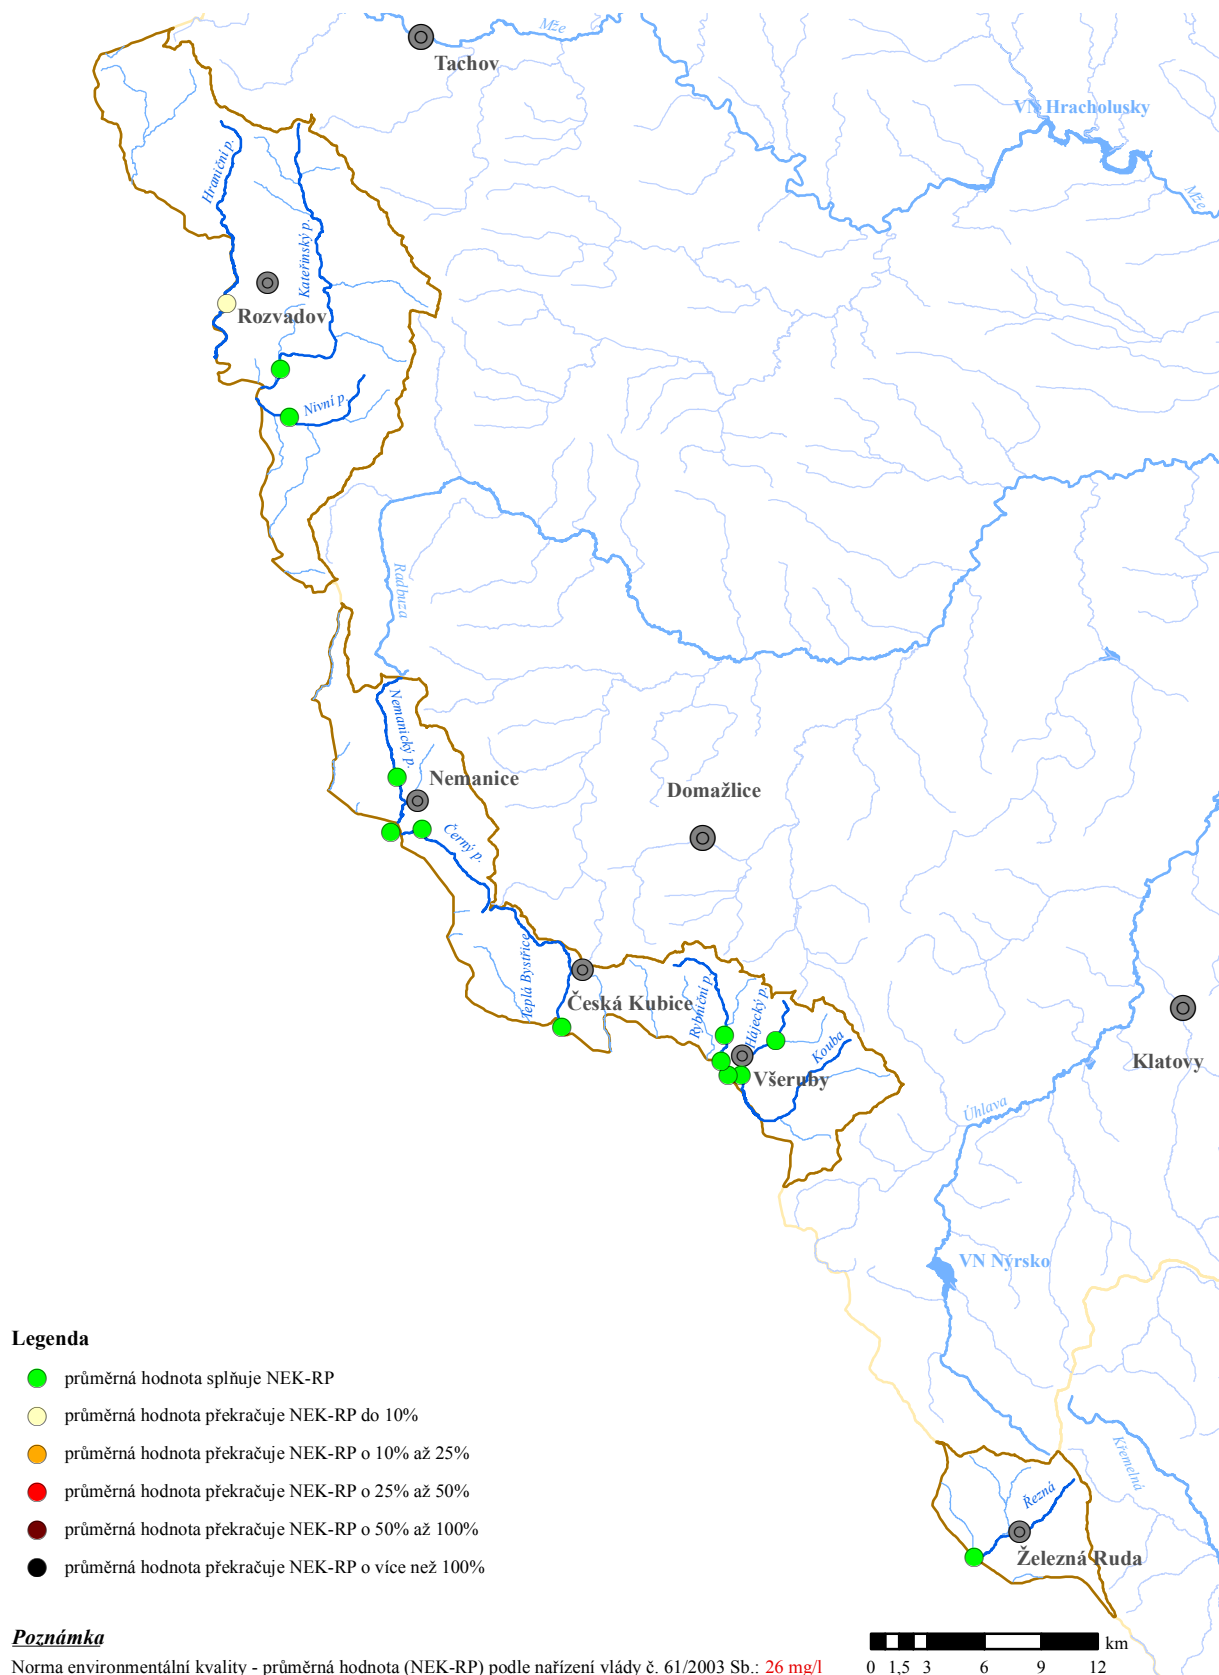 Mže
Tachov
VN Hracholusky
Mže
Hraniční p.
Kateřinský p.
Rozvadov
Nivní p.
Radbuza
Nemanický p.
Nemanice
Domažlice
Černý p.
Teplá Bystřice
Česká Kubice
Rybniční p.
Hájecký p.
Kouba
Všeruby
Klatovy
Úhlava
VN Nýrsko
Křemelná
Řezná
Železná Ruda
Legenda
průměrná hodnota splňuje NEK-RP
průměrná hodnota překračuje NEK-RP do 10%
průměrná hodnota překračuje NEK-RP o 10% až 25%
průměrná hodnota překračuje NEK-RP o 25% až 50%
průměrná hodnota překračuje NEK-RP o 50% až 100%
průměrná hodnota překračuje NEK-RP o více než 100%
Poznámka
Norma environmentální kvality - průměrná hodnota (NEK-RP) podle nařízení vlády č. 61/2003 Sb.: 26 mg/l
km
0 1,5 3 6 9 12